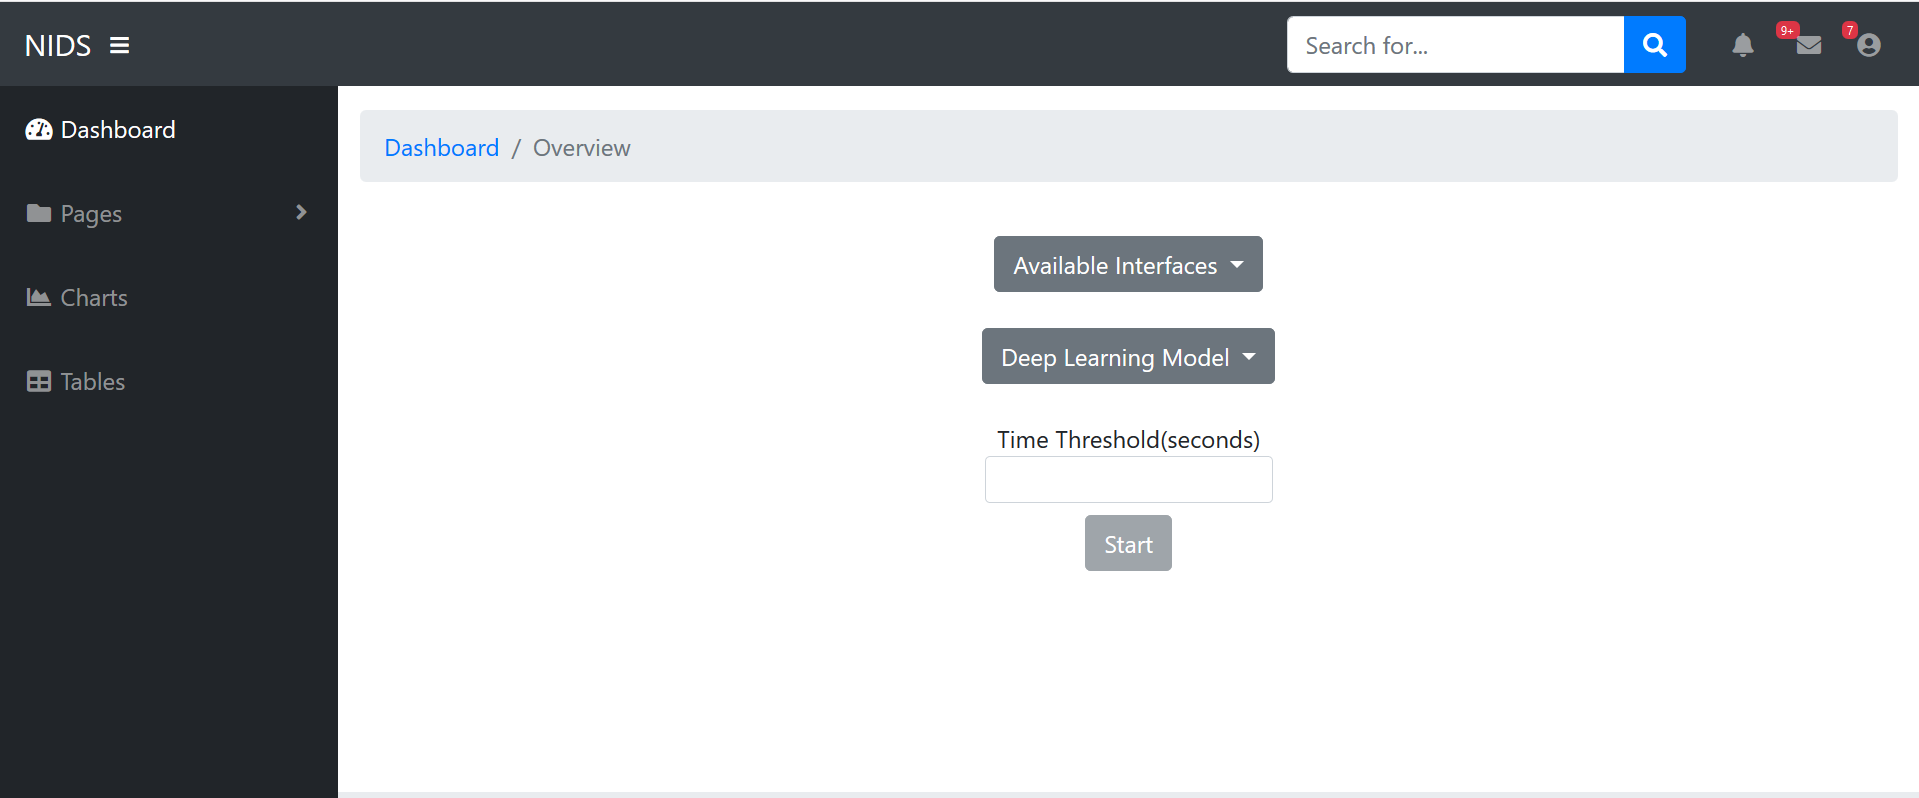 NIDS
Search for...
9+
7
Dashboard
Pages
Charts
Tables
Dashboard / Overview
Available Interfaces
Deep Learning Model
Time Threshold(seconds)
Start